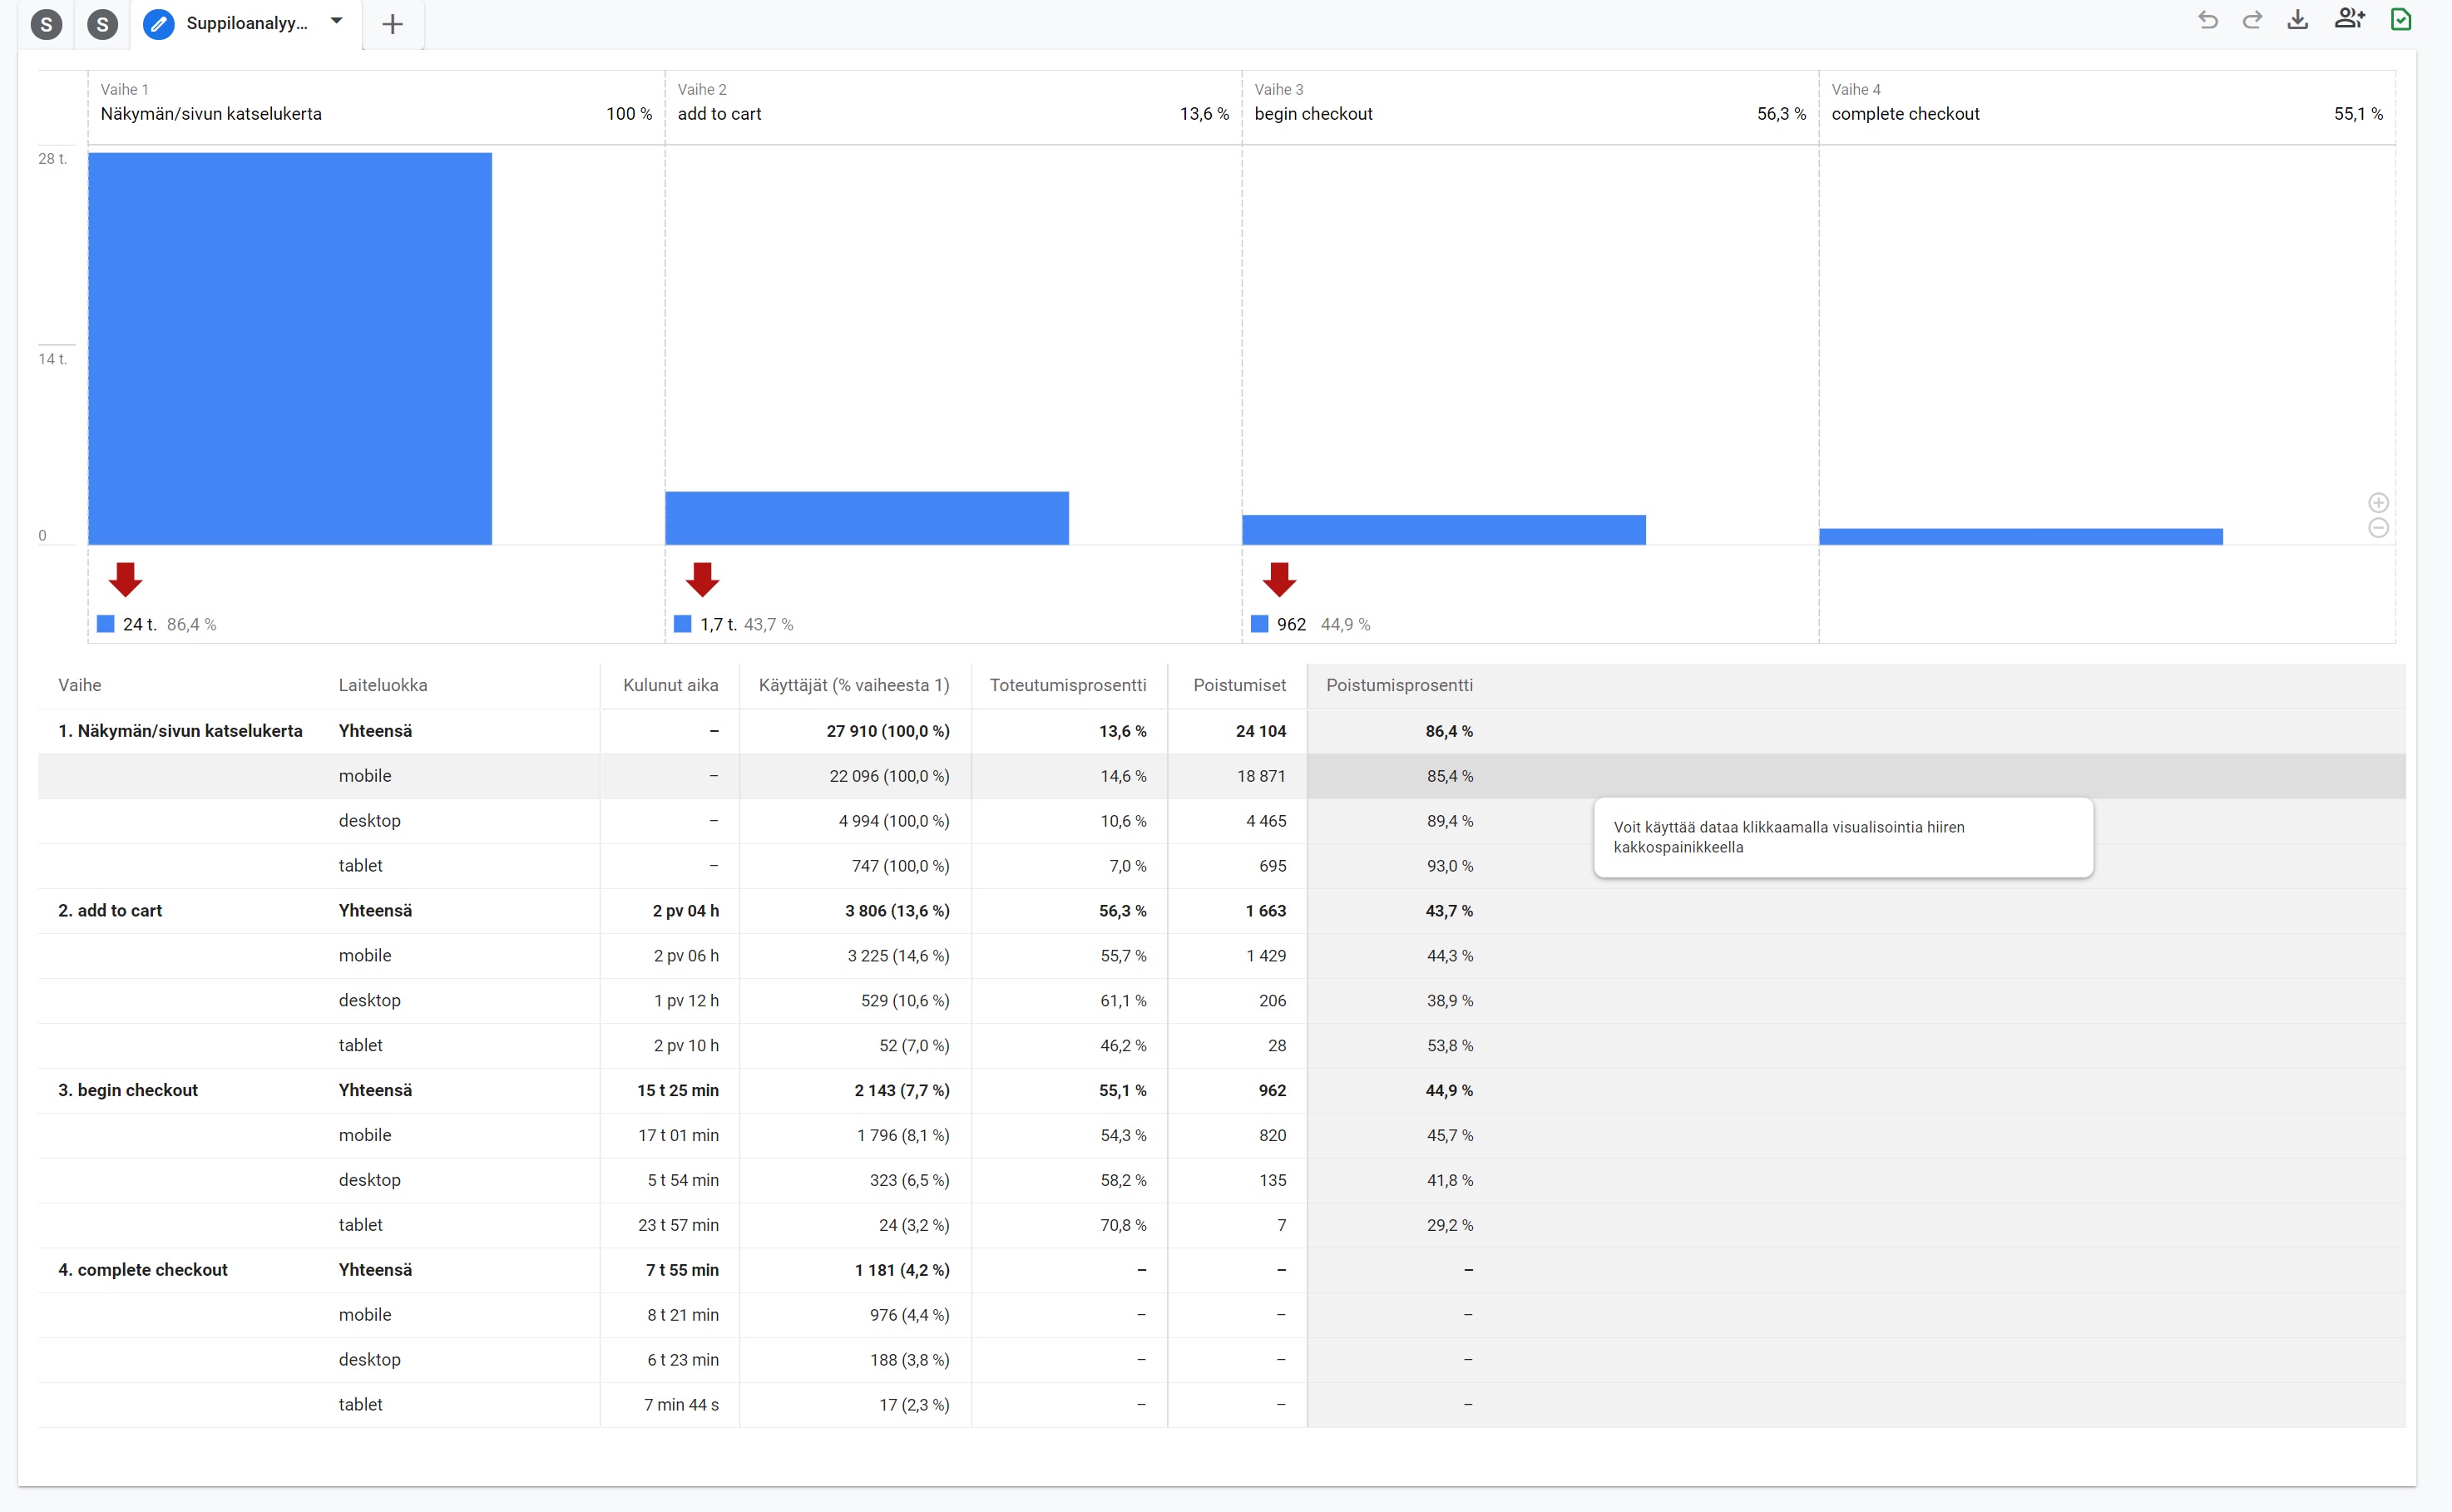 S S Suppiloanalyy...
Vaihe 1 Vaihe 2 Vaihe 3 Vaihe 4
Näkymän/sivun katselukerta 100 % add to cart 13,6 % begin checkout 56,3 % complete checkout 55,1 %
28 t.
14 t.
0
24 t. 86,4 % 1,7 t. 43,7 % 962 44,9 %
Vaihe Laiteluokka Kulunut aika Käyttäjät (% vaiheesta 1) Toteutumisprosentti Poistumiset Poistumisprosentti
1. Näkymän/sivun katselukerta Yhteensä – 27 910 (100,0 %) 13,6 % 24 104 86,4 %
mobile – 22 096 (100,0 %) 14,6 % 18 871 85,4 %
desktop – 4 994 (100,0 %) 10,6 % 4 465 89,4 %
Voit käyttää dataa klikkaamalla visualisointia hiiren
kakkospainikkeella
tablet – 747 (100,0 %) 7,0 % 695 93,0 %
2. add to cart Yhteensä 2 pv 04 h 3 806 (13,6 %) 56,3 % 1 663 43,7 %
mobile 2 pv 06 h 3 225 (14,6 %) 55,7 % 1 429 44,3 %
desktop 1 pv 12 h 529 (10,6 %) 61,1 % 206 38,9 %
tablet 2 pv 10 h 52 (7,0 %) 46,2 % 28 53,8 %
3. begin checkout Yhteensä 15 t 25 min 2 143 (7,7 %) 55,1 % 962 44,9 %
mobile 17 t 01 min 1 796 (8,1 %) 54,3 % 820 45,7 %
desktop 5 t 54 min 323 (6,5 %) 58,2 % 135 41,8 %
tablet 23 t 57 min 24 (3,2 %) 70,8 % 7 29,2 %
4. complete checkout Yhteensä 7 t 55 min 1 181 (4,2 %) – – –
mobile 8 t 21 min 976 (4,4 %) – – –
desktop 6 t 23 min 188 (3,8 %) – – –
tablet 7 min 44 s 17 (2,3 %) – – –